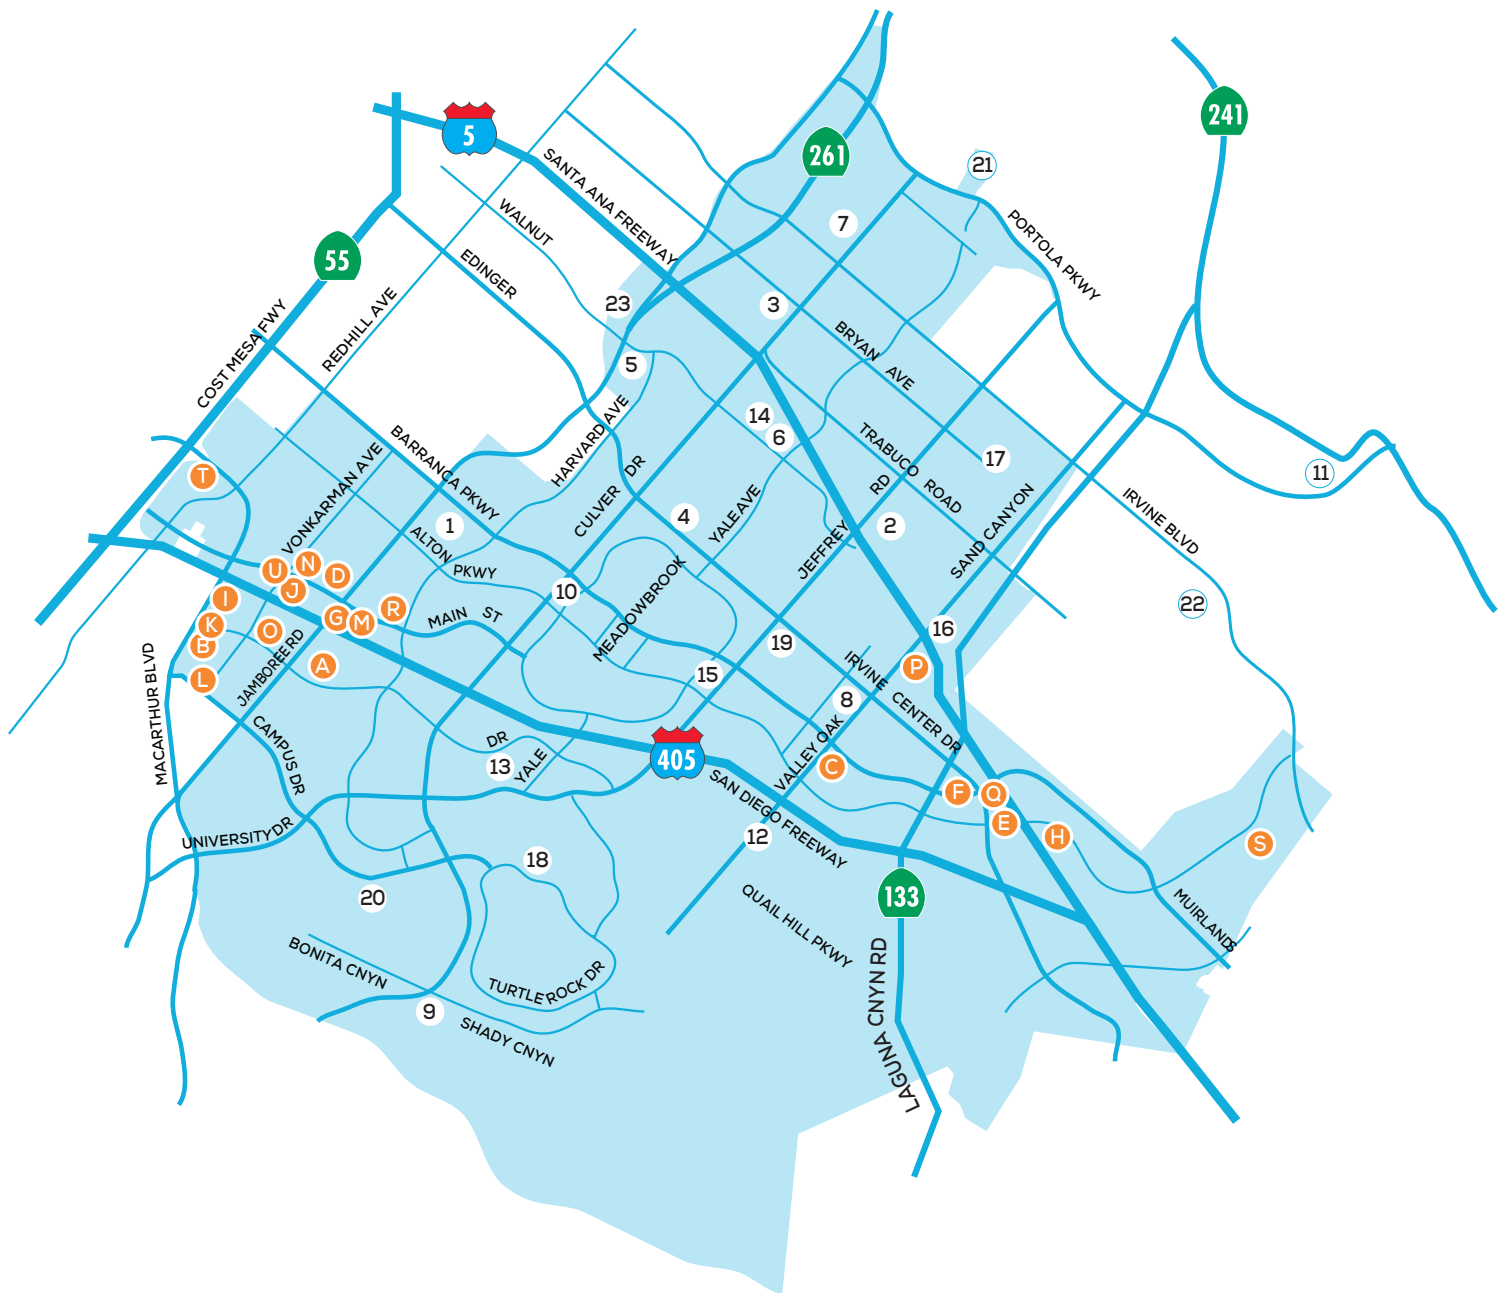 241
5
261
21
SANTA ANA FREEWAY
WALNUT
7
PORTOLA PKWY
55
EDINGER
23
3
COST MESA FWY
REDHILL AVE
BRYAN AVE
5
HARVARD AVE
14
6
BARRANCA PKWY
TRABUCO ROAD
17
11
T
VONKARMAN AVE
CULVER DR
YALE AVE
JEFFREY RD
SAND CANYON
IRVINE BLVD
1
4
2
ALTON PKWY
U
N
D
J
10
MEADOWBROOK
22
I
G
M
R
MAIN ST
K
O
B
19
16
A
L
JAMBOREE RD
15
IRVINE CENTER DR
P
MACARTHUR BLVD
8
CAMPUS DR
DR
13
YALE
405
VALLEY OAK
C
SAN DIEGO FREEWAY
F
Q
E
H
UNIVERSITY DR
12
S
18
20
133
QUAIL HILL PKWY
MUIRLANDS
BONITA CNYN
TURTLE ROCK DR
LAGUNA CNYN RD
9
SHADY CNYN